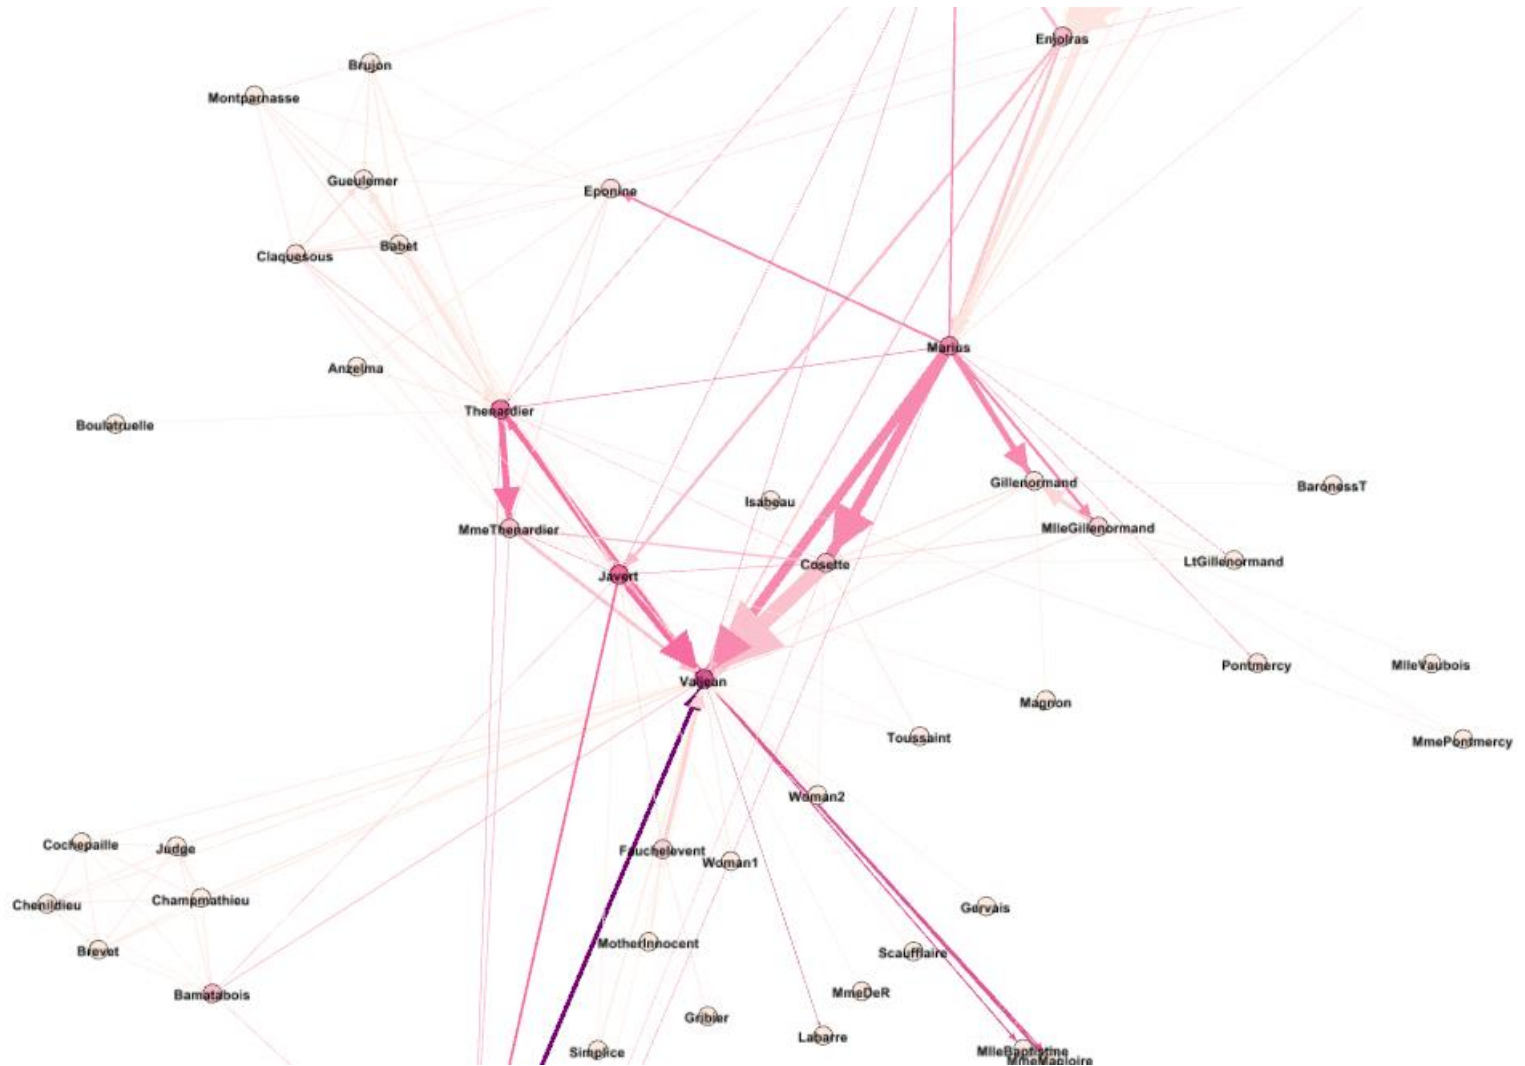 Enjolras
Brujon
Montparnasse
Gueulemer
Eponine
Babet
Claquesous
Marius
Anzelma
Thenardier
Boulatruelle
Gillenormand
BaronessT
Isabeau
MlleGillenormand
MmeThenardier
LtGillenormand
Cosette
Javert
Pontmercy
MlleVaubois
Valjean
Magnon
Toussaint
MmePontmercy
Woman2
Cochepaille
Judge
Fauchelevent
Woman1
Champmathieu
Chenildieu
Gervais
MotherInnocent
Brevet
Scaufflaire
MmeDeR
Bamatabois
Gribier
Labarre
MlleBaptistine
Simplice
MmeMagloire